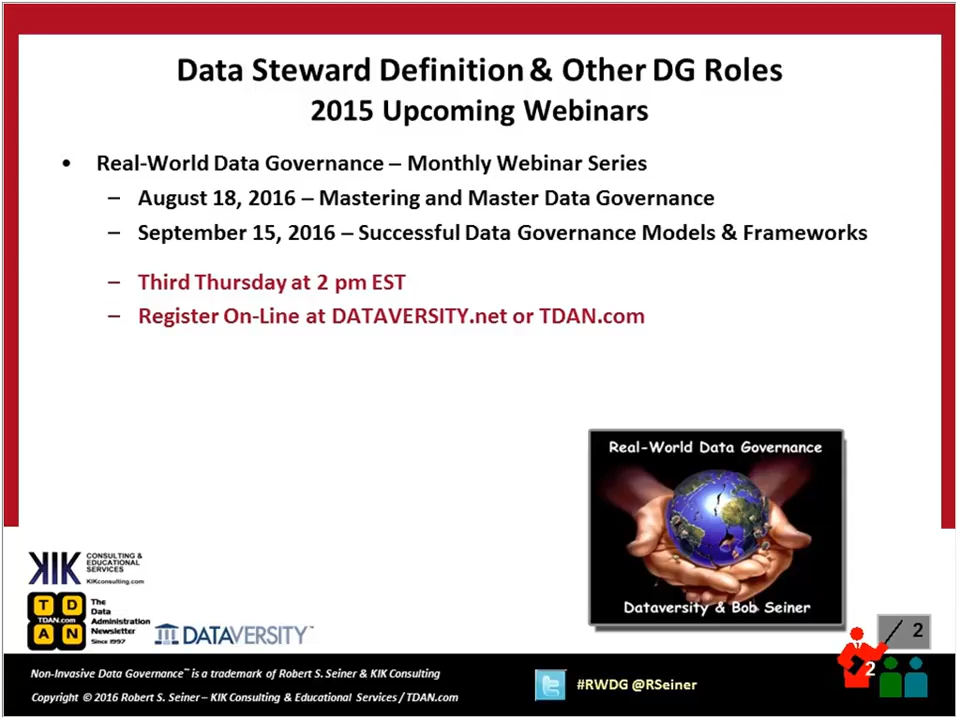 Data Steward Definition & Other DG Roles
2015 Upcoming Webinars
• Real-World Data Governance – Monthly Webinar Series
– August 18, 2016 – Mastering and Master Data Governance
– September 15, 2016 – Successful Data Governance Models & Frameworks
– Third Thursday at 2 pm EST
– Register On-Line at DATAVERSITY.net or TDAN.com
Real-World Data Governance
Dataversity & Bob Seiner
KIK CONSULTING &
EDUCATIONAL
SERVICES
KIKconsulting.com
T D
TDAN.com
A N
The
Data
Administration
Newsletter
Since 1997
DATAVERSITY™
2
2
Non-Invasive Data Governance™ is a trademark of Robert S. Seiner & KIK Consulting
Copyright © 2016 Robert S. Seiner – KIK Consulting & Educational Services / TDAN.com
#RWDG @RSeiner